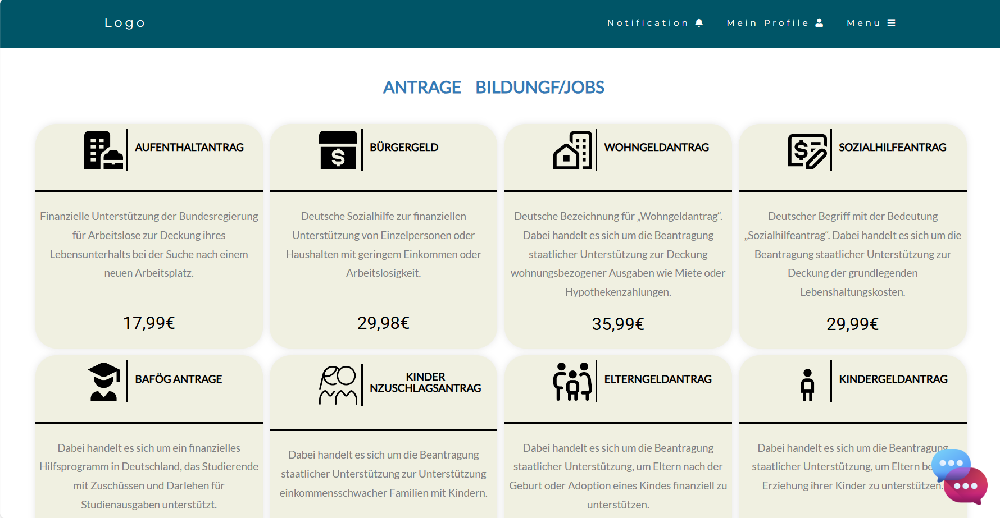 Logo
Notification
Mein Profile
Menu
ANTRAGE BILDUNGF/JOBS
AUFENTHALTANTRAG
Finanzielle Unterstützung der Bundesregierung
für Arbeitslose zur Deckung ihres
Lebensunterhalts bei der Suche nach einem
neuen Arbeitsplatz.
17,99€
BÜRGERGELD
Deutsche Sozialhilfe zur finanziellen
Unterstützung von Einzelpersonen oder
Haushalten mit geringem Einkommen oder
Arbeitslosigkeit.
29,98€
WOHNGELDANTRAG
Deutsche Bezeichnung für „Wohngeldantrag“.
Dabei handelt es sich um die Beantragung
staatlicher Unterstützung zur Deckung
wohnungsbezogener Ausgaben wie Miete oder
Hypothekenzahlungen.
35,99€
SOZIALHILFEANTRAG
Deutscher Begriff mit der Bedeutung
„Sozialhilfeantrag“. Dabei handelt es sich um die
Beantragung staatlicher Unterstützung zur
Deckung der grundlegenden
Lebenshaltungskosten.
29,99€
BAFÖG ANTRAGE
Dabei handelt es sich um ein finanzielles
Hilfsprogramm in Deutschland, das Studierende
mit Zuschüssen und Darlehen für
Studienausgaben unterstützt.
KINDER
NZUSCHLAGSANTRAG
Dabei handelt es sich um die Beantragung
staatlicher Unterstützung zur Unterstützung
einkommensschwacher Familien mit Kindern.
ELTERNGELDANTRAG
Dabei handelt es sich um die Beantragung
staatlicher Unterstützung, um Eltern nach der
Geburt oder Adoption eines Kindes finanziell zu
unterstützen.
KINDERGELDANTRAG
Dabei handelt es sich um die Beantragung
staatlicher Unterstützung, um Eltern
Erziehung ihrer Kinder zu unterstützen.